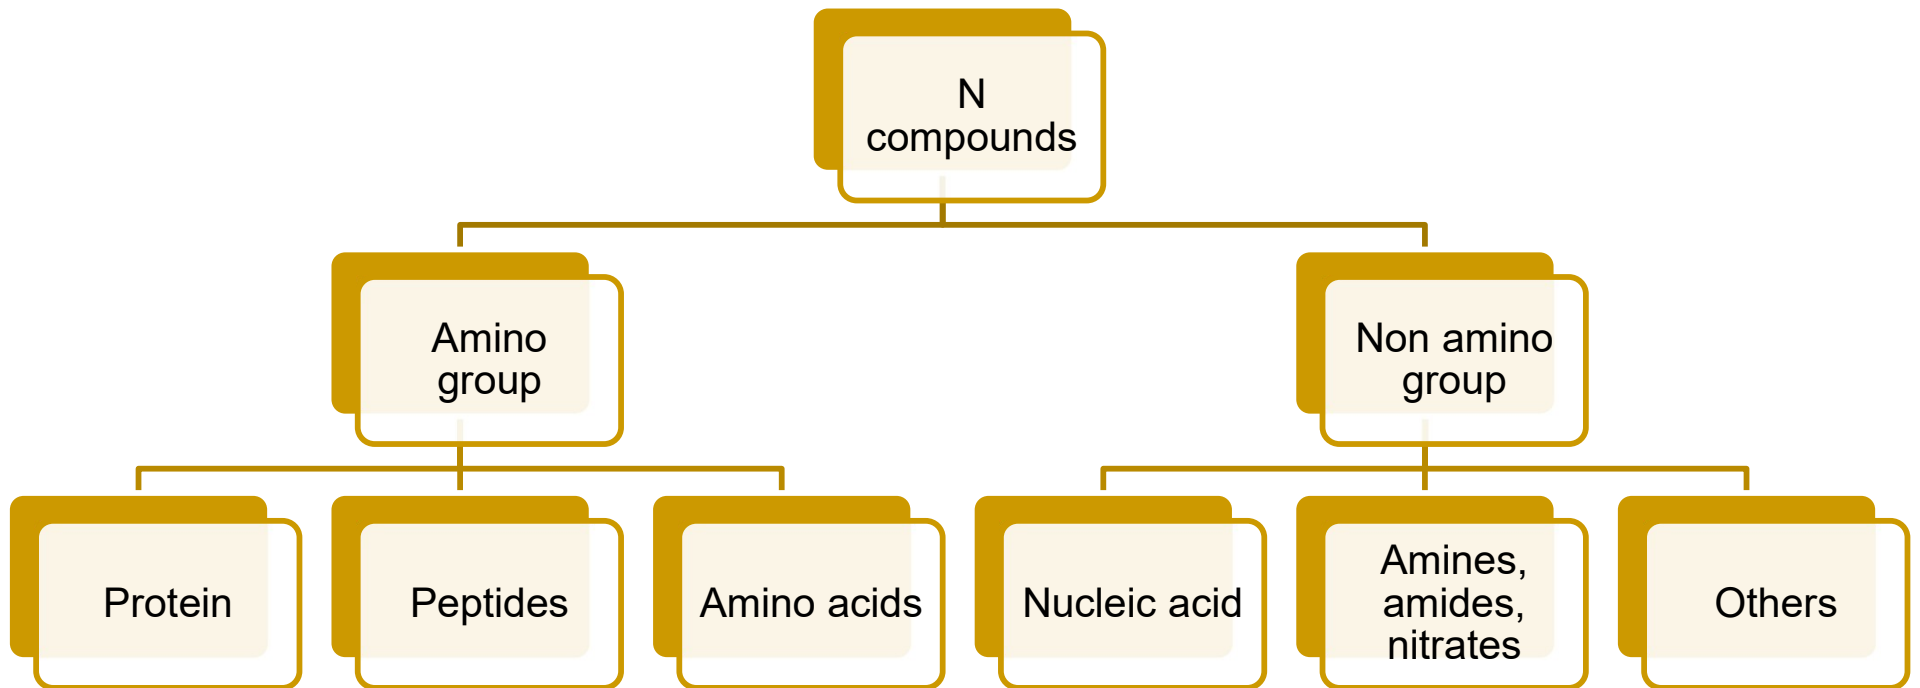 N
compounds
Amino
group
Non amino
group
Protein
Peptides
Amino acids
Nucleic acid
Amines,
amides,
nitrates
Others